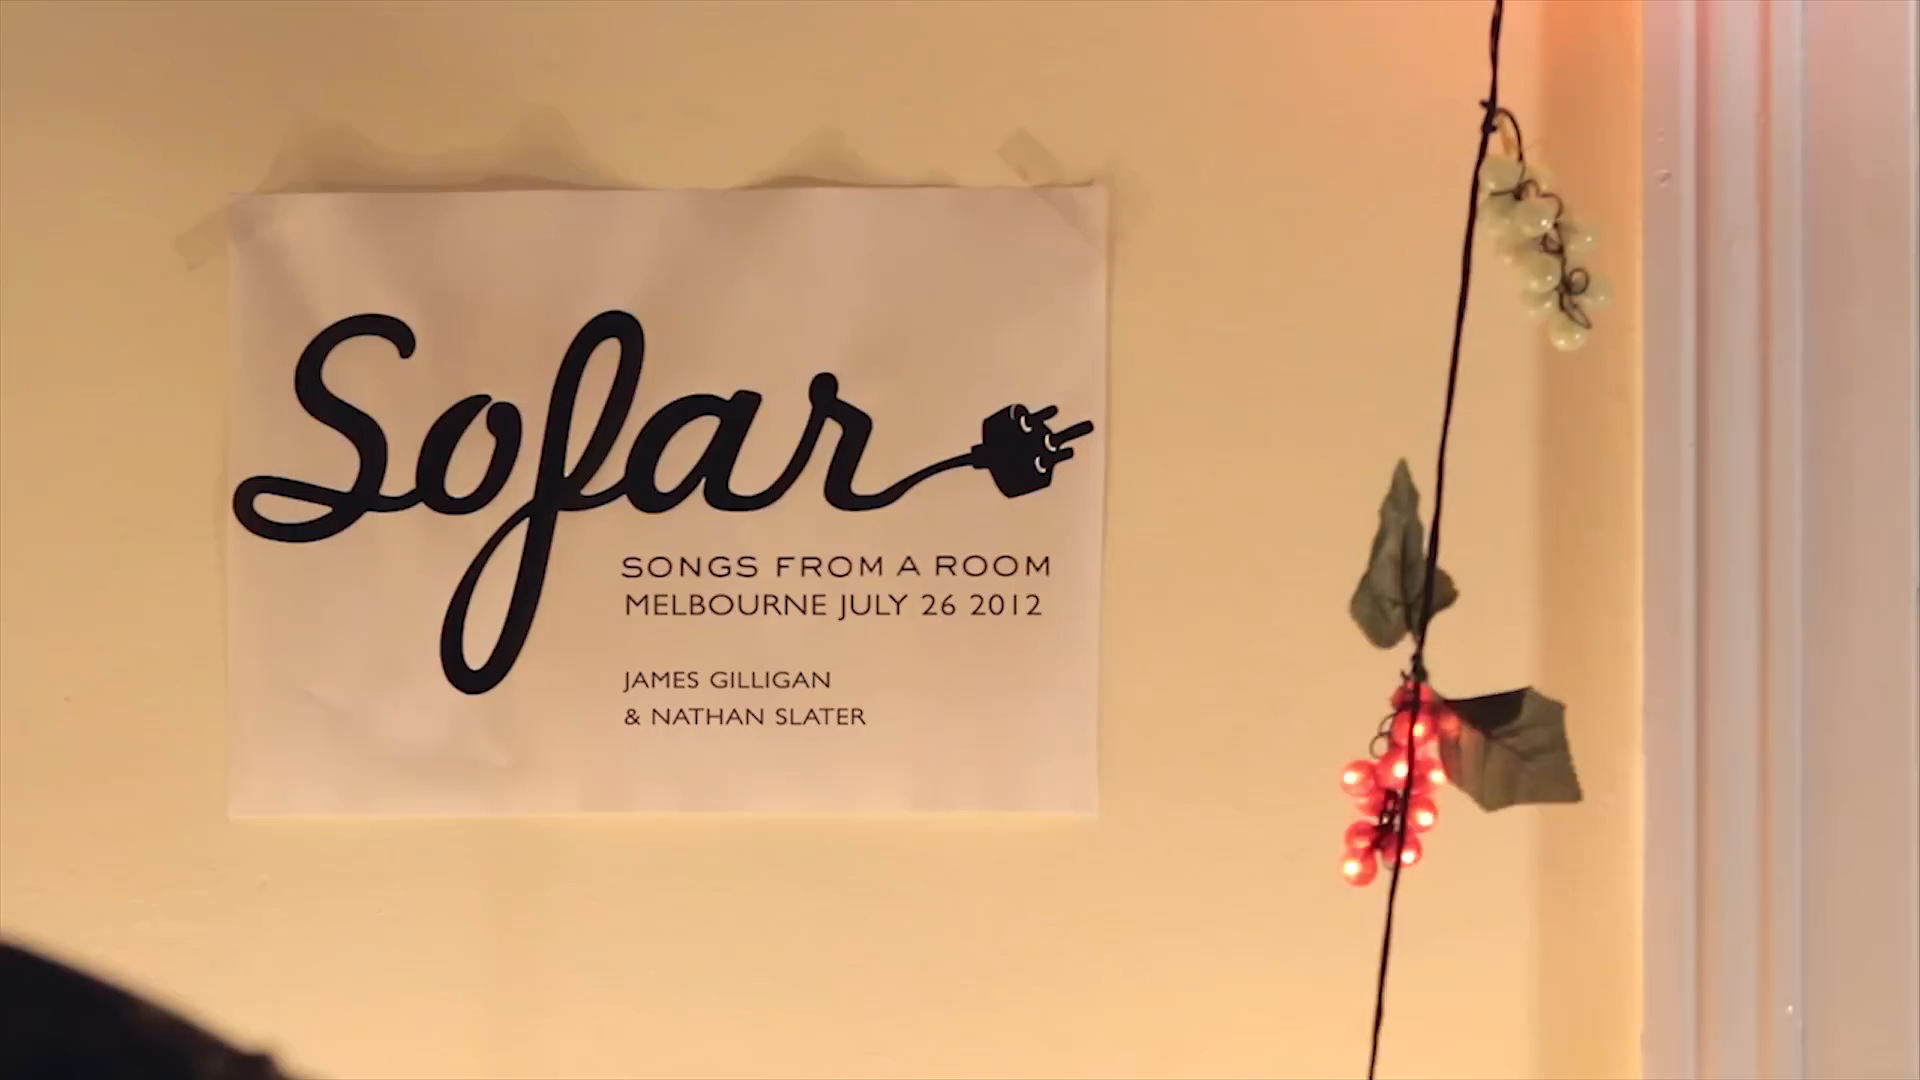 Sofar
SONGS FROM A ROOM
MELBOURNE JULY 26 2012
JAMES GILLIGAN
& NATHAN SLATER